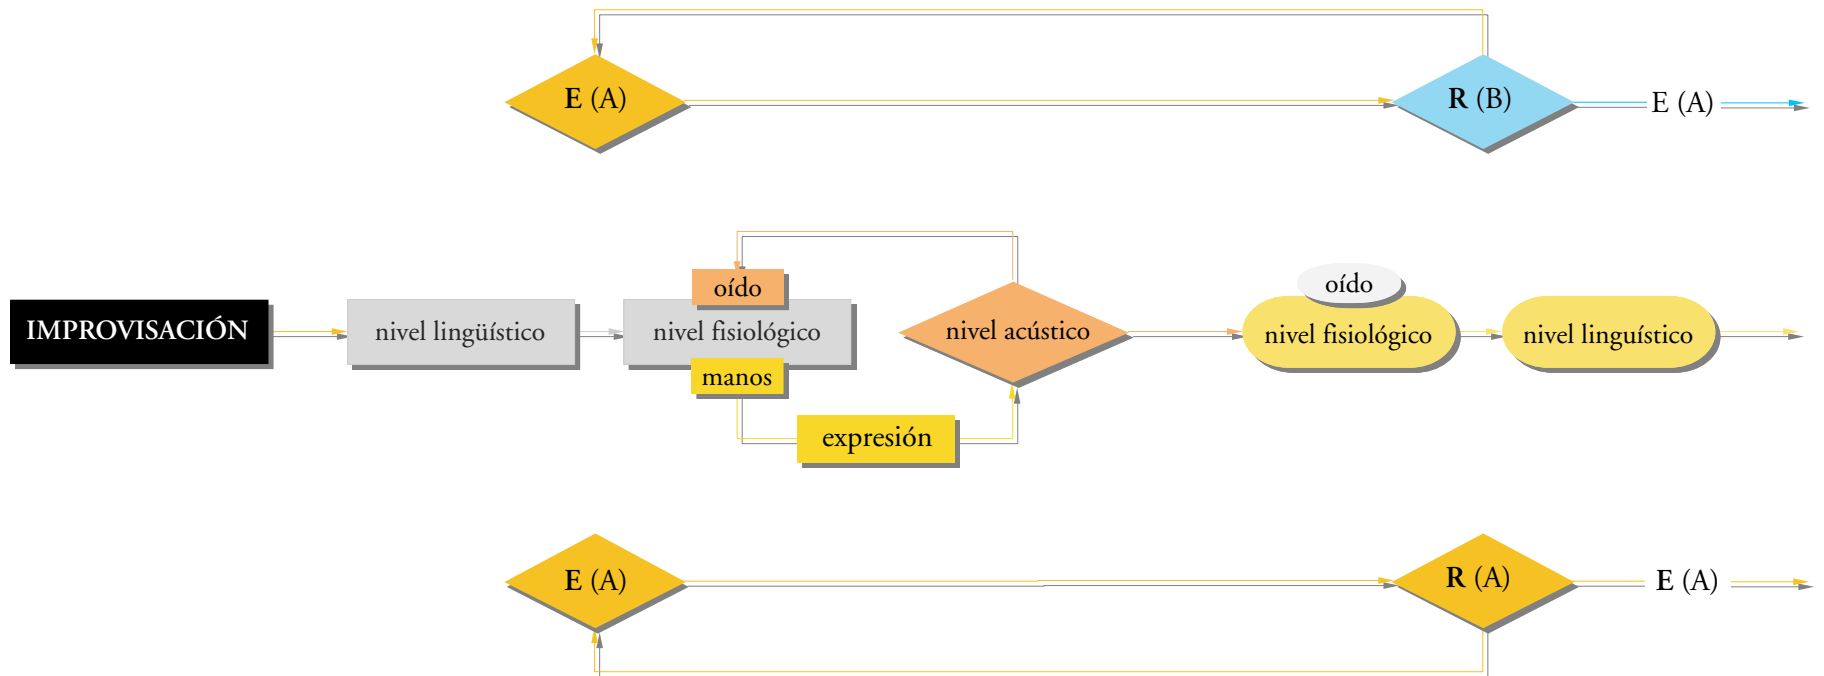 E (A)
R (B)
E (A)
oído
oído
IMPROVISACIÓN
nivel lingüístico
nivel fisiológico
nivel acústico
nivel fisiológico
nivel linguístico
manos
expresión
E (A)
R (A)
E (A)